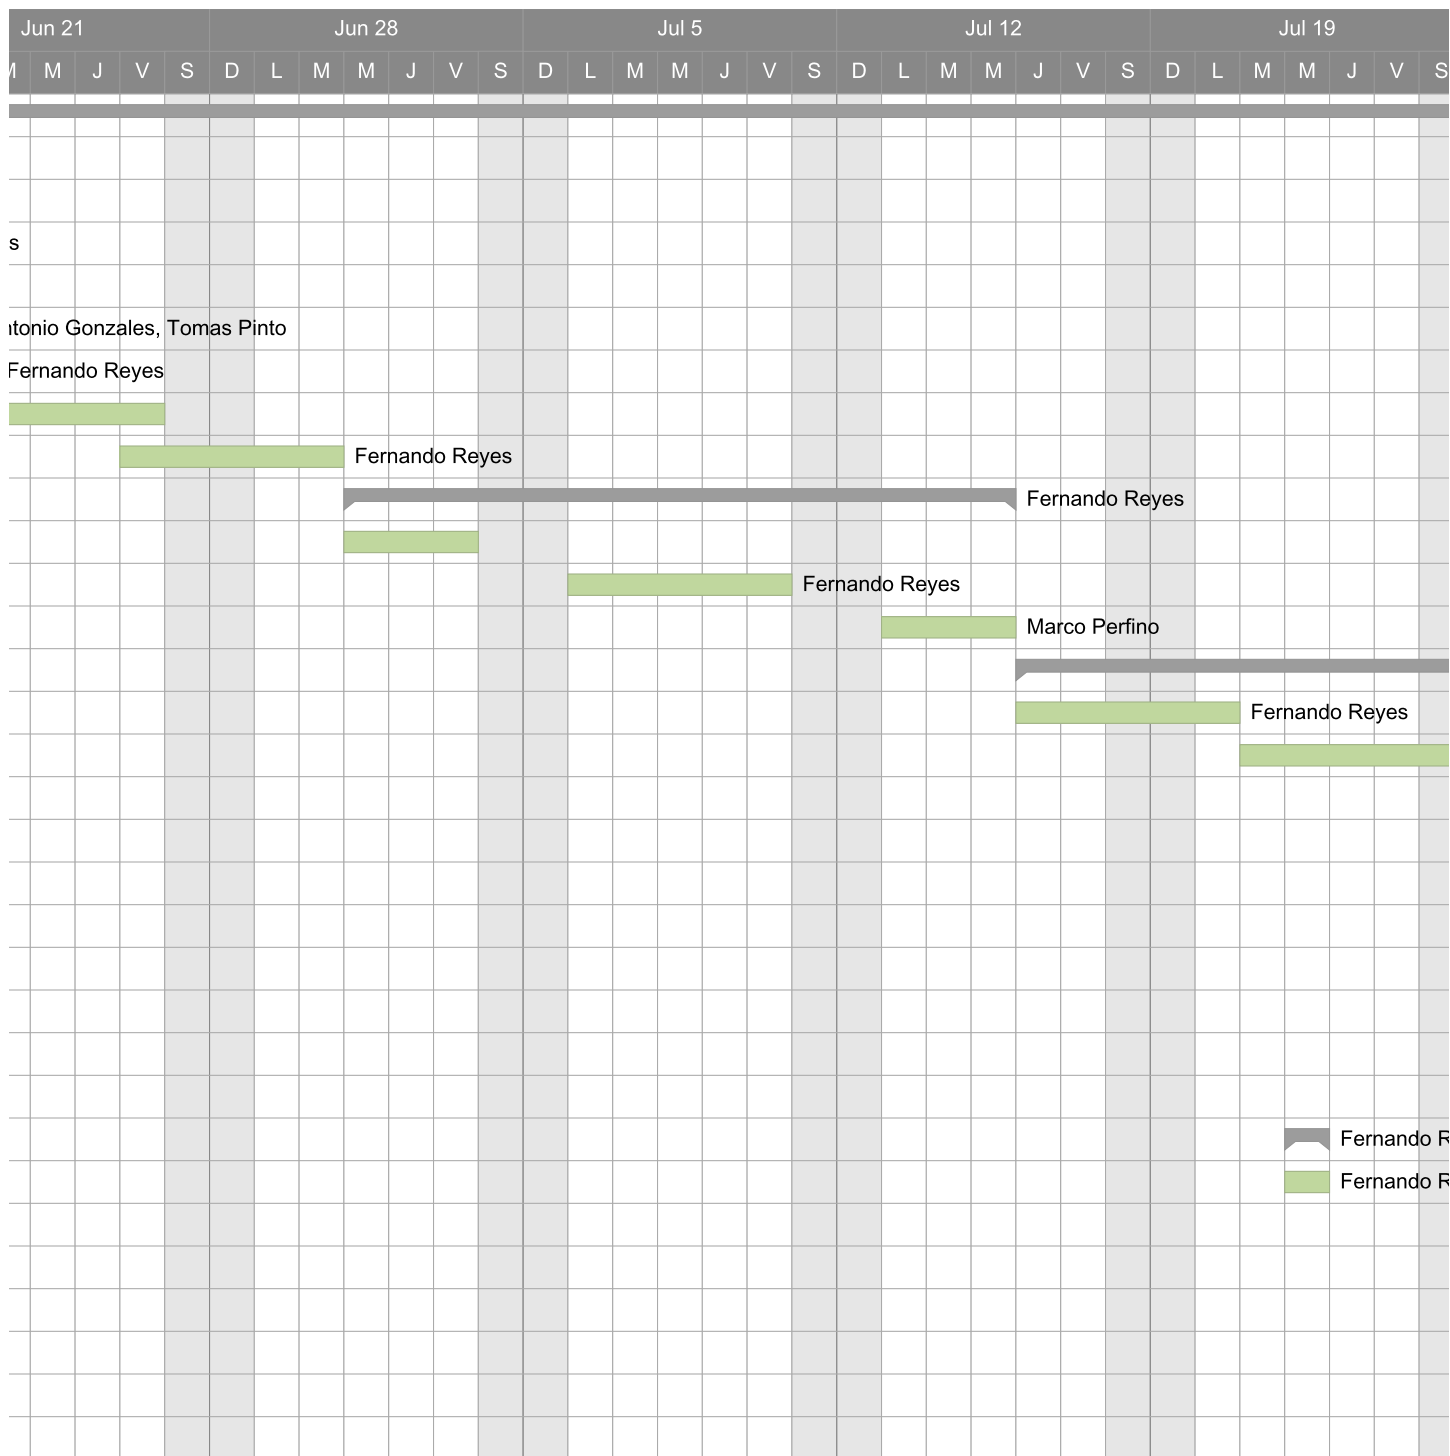 Jun 21 Jun 28 Jul 5 Jul 12 Jul 19
M M J V S D L M M J V S D L M M J V S D L M M J V S D L M M J V S
s
ntonio Gonzales, Tomas Pinto
Fernando Reyes
Fernando Reyes
Fernando Reyes
Fernando Reyes
Marco Perfino
Fernando Reyes
Fernando R
Fernando R